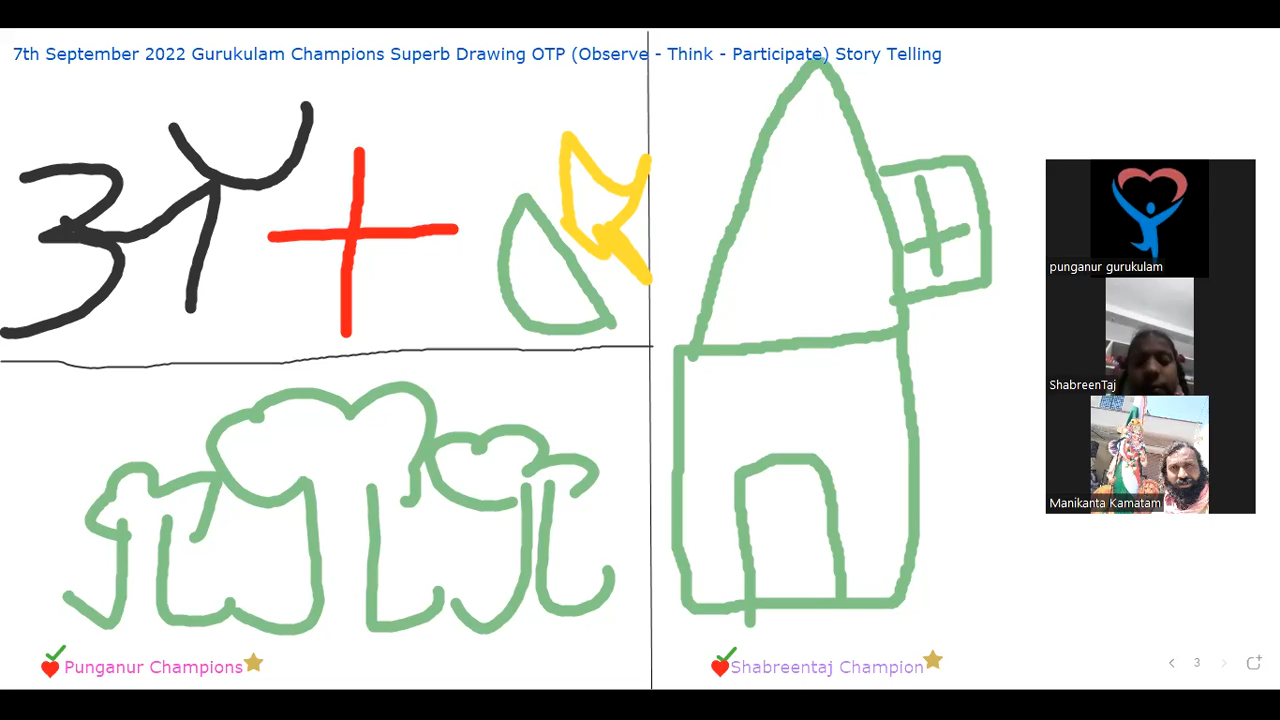 7th September 2022 Gurukulam Champions Superb Drawing OTP (Observe - Think - Participate) Story Telling
punganur gurukulam
ShabreenTaj
Manikanta Kamatam
Punganur Champions
Shabreentaj Champion
3